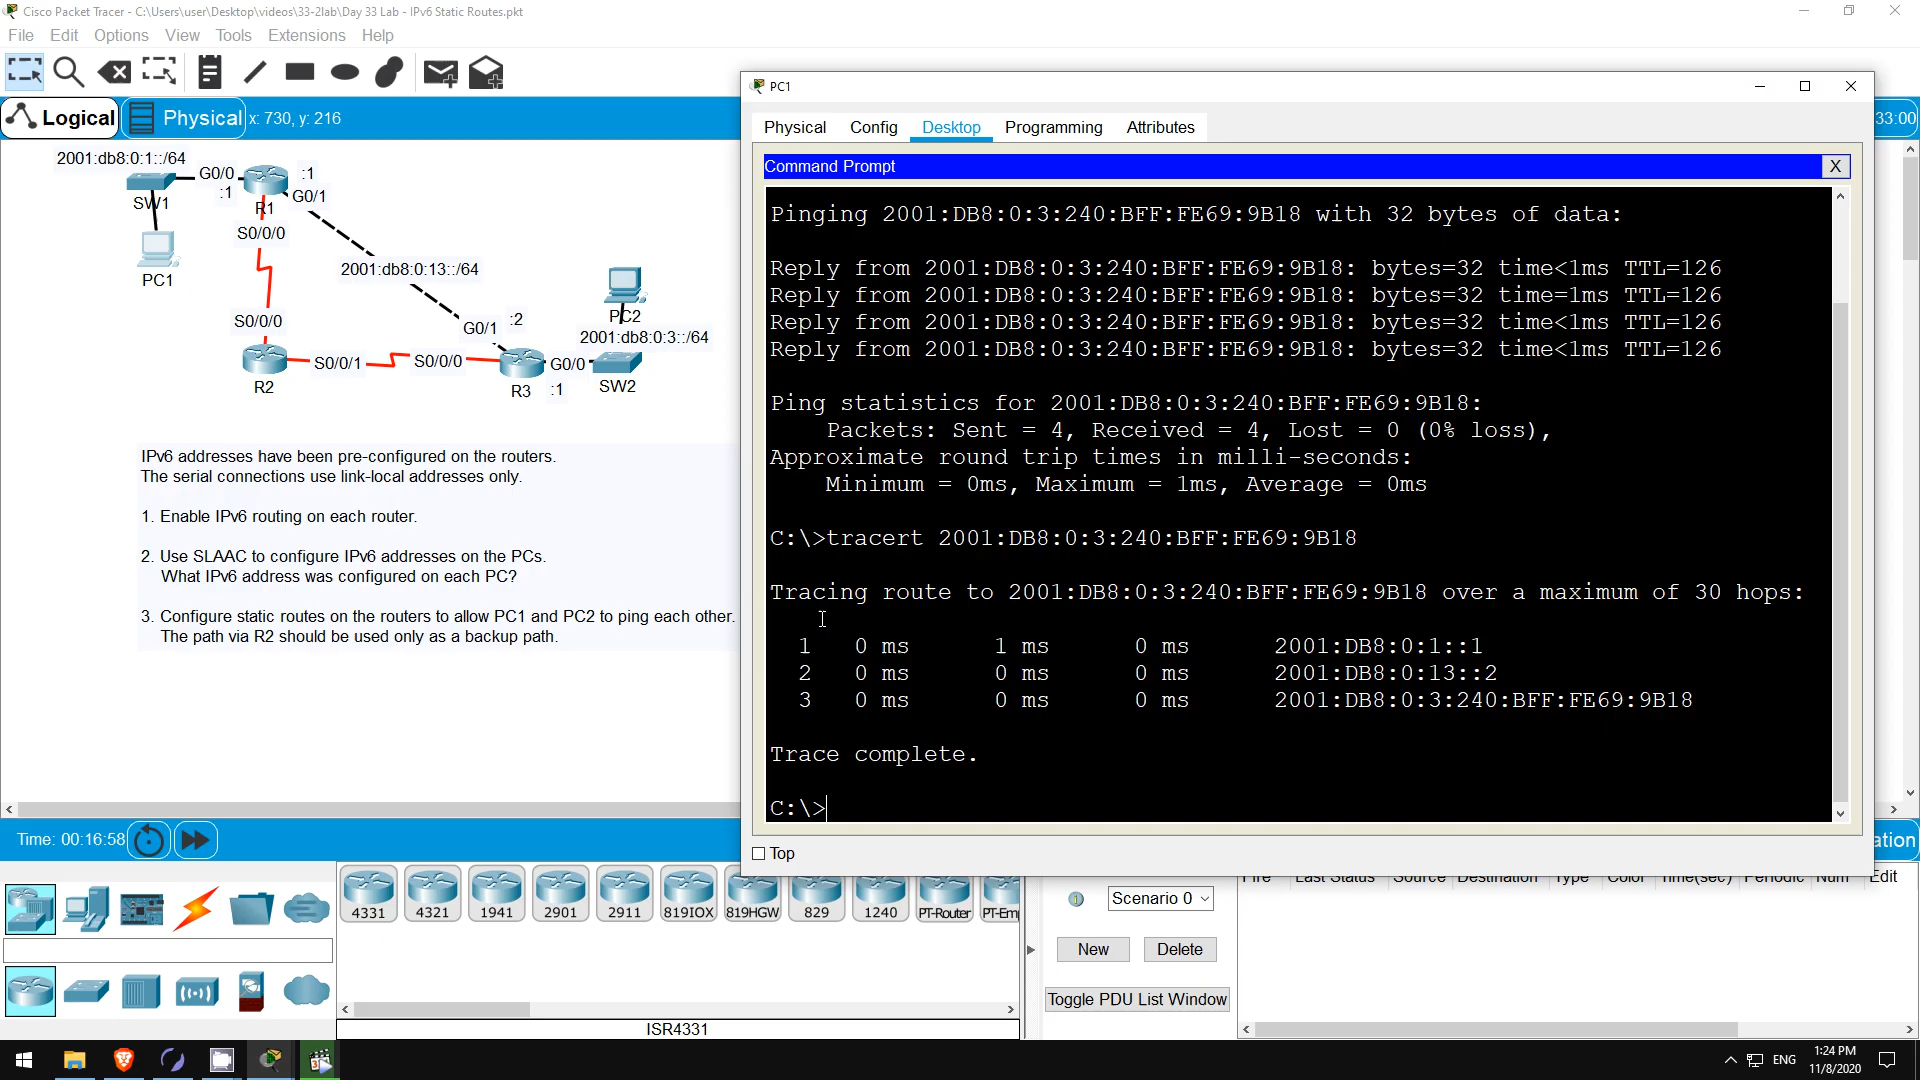 Cisco Packet Tracer - C:\Users\user\Desktop\videos\33-2lab\Day 33 Lab - IPv6 Static Routes.pkt
File Edit Options View Tools Extensions Help
Logical Physical x: 730, y: 216
33:00
2001:db8:0:1::/64
G0/0
:1
:1
SW1
R1
G0/1
S0/0/0
PC1
2001:db8:0:13::/64
S0/0/0
G0/1
:2
PC2
2001:db8:0:3::/64
S0/0/1
S0/0/0
G0/0
R2
R3
:1
SW2
IPv6 addresses have been pre-configured on the routers.
The serial connections use link-local addresses only.
1. Enable IPv6 routing on each router.
2. Use SLAAC to configure IPv6 addresses on the PCs.
What IPv6 address was configured on each PC?
3. Configure static routes on the routers to allow PC1 and PC2 to ping each other.
The path via R2 should be used only as a backup path.
PC1
Physical Config Desktop Programming Attributes
Command Prompt
X
Pinging 2001:DB8:0:3:240:BFF:FE69:9B18 with 32 bytes of data:
Reply from 2001:DB8:0:3:240:BFF:FE69:9B18: bytes=32 time<1ms TTL=126
Reply from 2001:DB8:0:3:240:BFF:FE69:9B18: bytes=32 time=1ms TTL=126
Reply from 2001:DB8:0:3:240:BFF:FE69:9B18: bytes=32 time<1ms TTL=126
Reply from 2001:DB8:0:3:240:BFF:FE69:9B18: bytes=32 time<1ms TTL=126
Ping statistics for 2001:DB8:0:3:240:BFF:FE69:9B18:
Packets: Sent = 4, Received = 4, Lost = 0 (0% loss),
Approximate round trip times in milli-seconds:
Minimum = 0ms, Maximum = 1ms, Average = 0ms
C:\>tracert 2001:DB8:0:3:240:BFF:FE69:9B18
Tracing route to 2001:DB8:0:3:240:BFF:FE69:9B18 over a maximum of 30 hops:
1 0 ms 1 ms 0 ms 2001:DB8:0:1::1
2 0 ms 0 ms 0 ms 2001:DB8:0:13::2
3 0 ms 0 ms 0 ms 2001:DB8:0:3:240:BFF:FE69:9B18
Trace complete.
C:\>
Top
Time: 00:16:58
ation
4331 4321 1941 2901 2911 819IOX 819HGW 829 1240 PT-Router PT-Em
ISR4331
Scenario 0
New Delete
Toggle PDU List Window
Fire Last Status Source Destination Type Color Time(sec) Periodic Num Edit
ENG
1:24 PM
11/8/2020